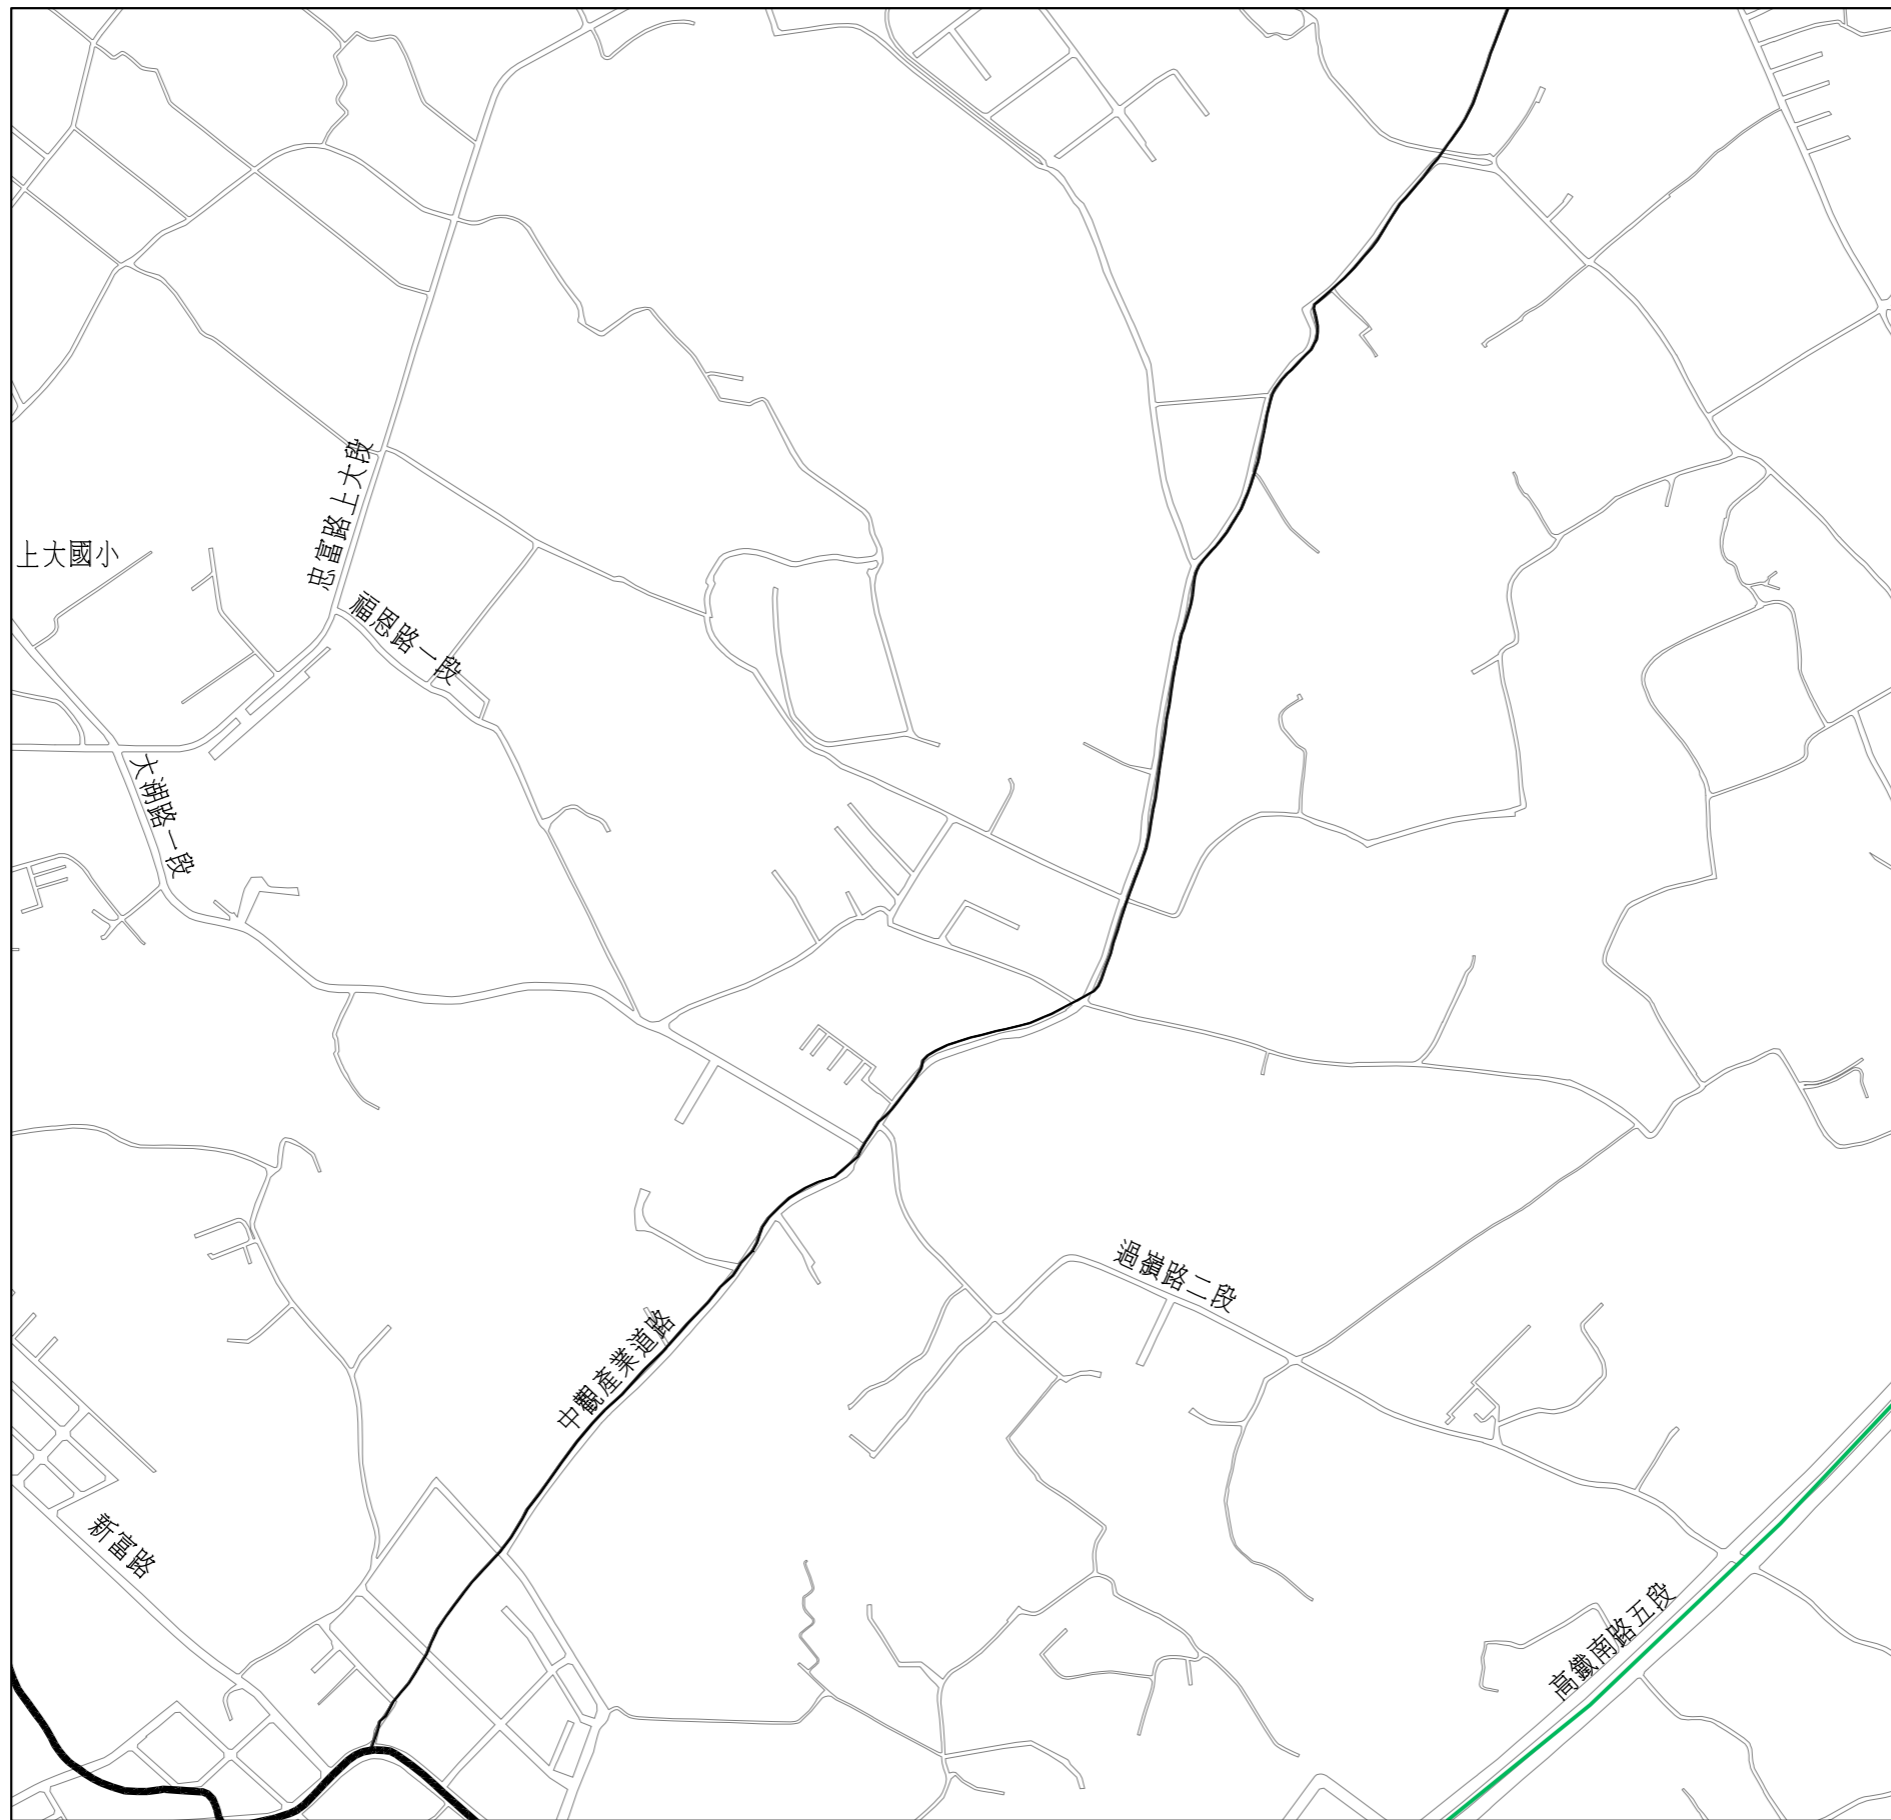 忠富路上大段
上大國小
福恩路一段
大湖路一段
過嶺路二段
中觀產業道路
新富路
高鐵南路五段